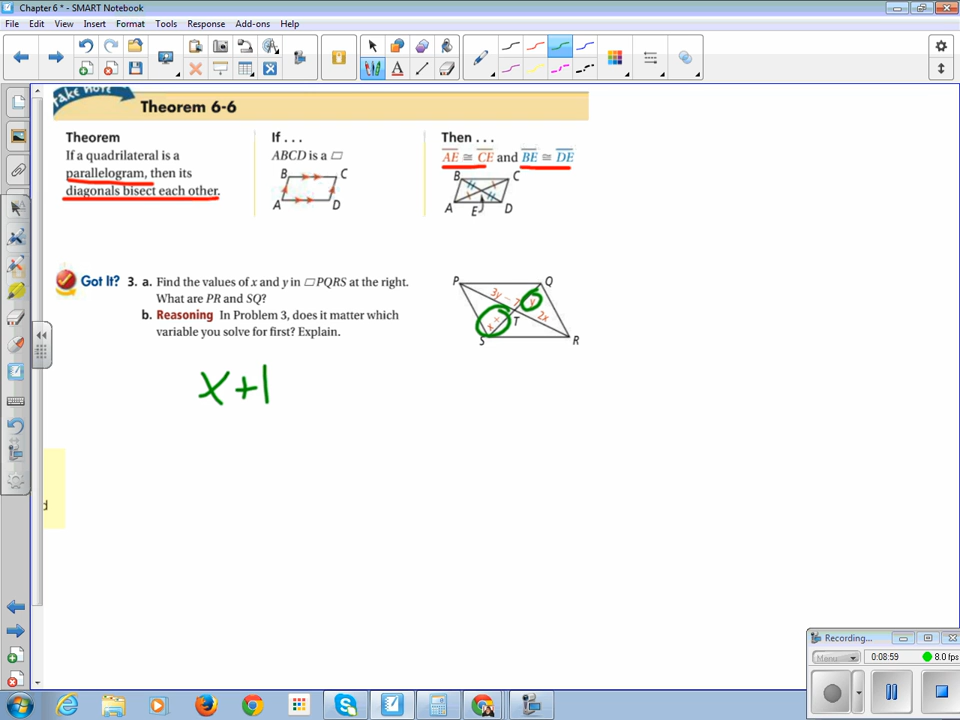 Chapter 6 * - SMART Notebook
File Edit View Insert Format Tools Response Add-ons Help
TAKE NOTE
Theorem 6-6
Theorem
If a quadrilateral is a
parallelogram, then its
diagonals bisect each other.
If . . .
ABCD is a ▱
B C
A D
Then . . .
AE ≅ CE and BE ≅ DE
B C
A E D
Got It? 3. a. Find the values of x and y in ▱PQRS at the right.
What are PR and SQ?
b. Reasoning In Problem 3, does it matter which
variable you solve for first? Explain.
P Q
3y - 7 y
x + T 2x
S R
x+1
d
Recording...
Menu 0:08:59 8.0 fps